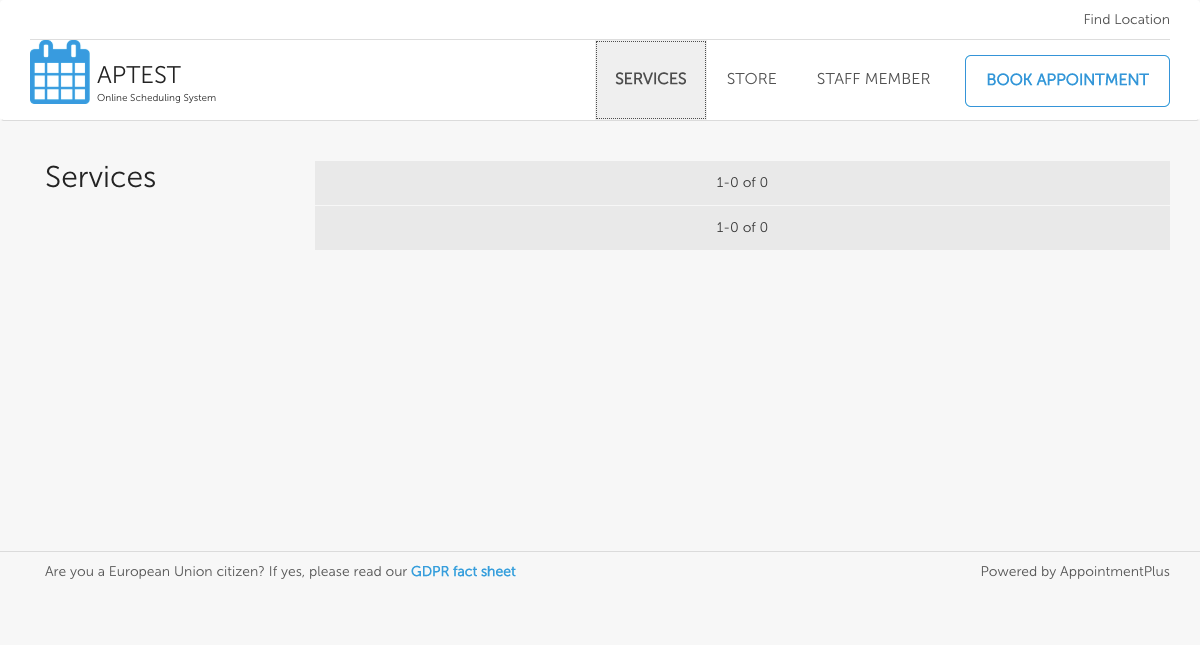 Find Location
APTEST
Online Scheduling System
SERVICES
STORE
STAFF MEMBER
BOOK APPOINTMENT
Services
1-0 of 0
1-0 of 0
Are you a European Union citizen? If yes, please read our GDPR fact sheet
Powered by AppointmentPlus